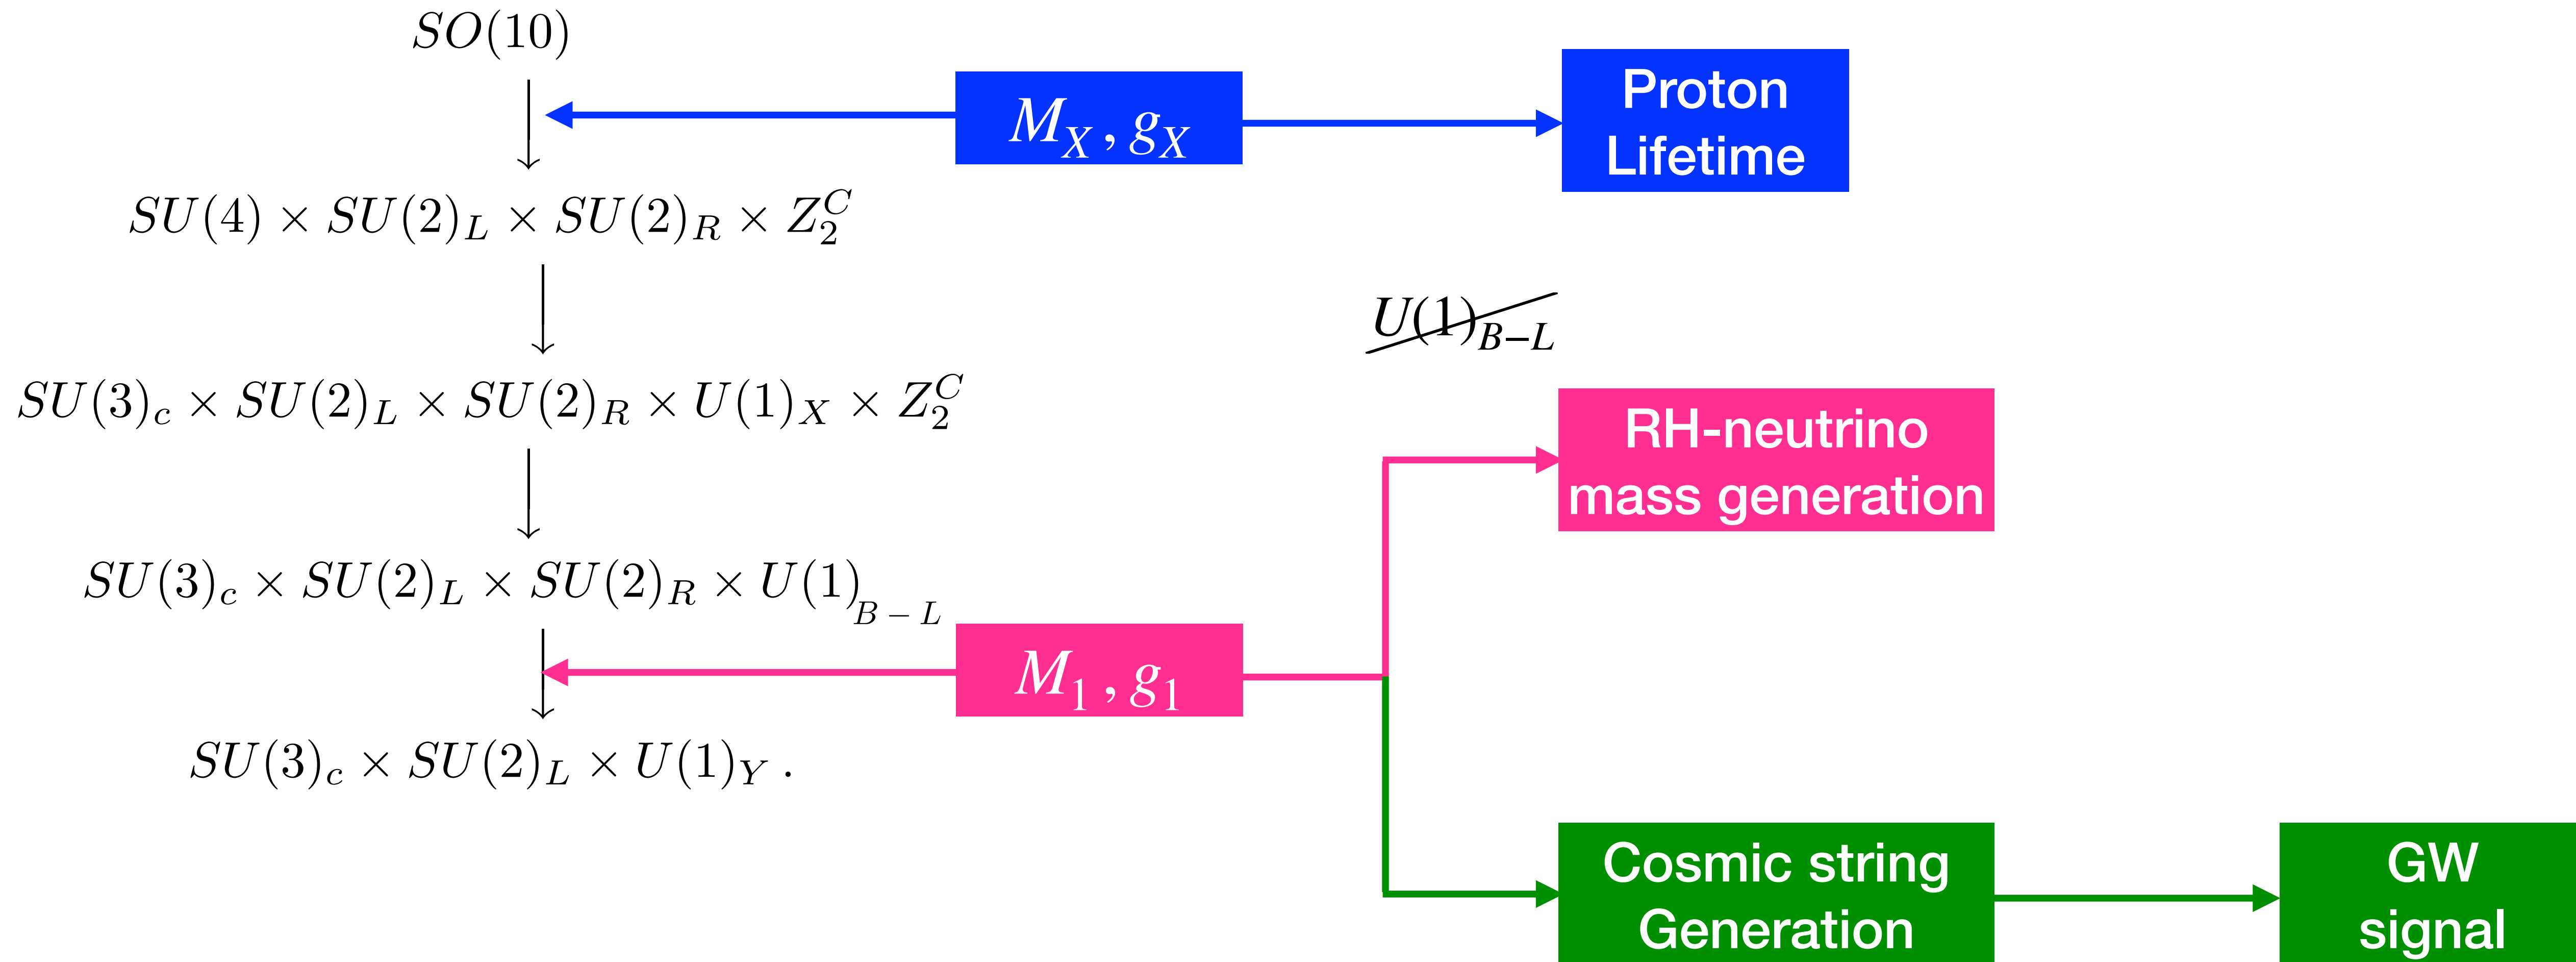 SO(10)
M_X , g_X
Proton
Lifetime
SU(4) × SU(2)_L × SU(2)_R × Z_2^C
U(1)_{B−L}
SU(3)_c × SU(2)_L × SU(2)_R × U(1)_X × Z_2^C
RH-neutrino
mass generation
SU(3)_c × SU(2)_L × SU(2)_R × U(1)_{B − L}
M_1 , g_1
SU(3)_c × SU(2)_L × U(1)_Y .
Cosmic string
Generation
GW
signal